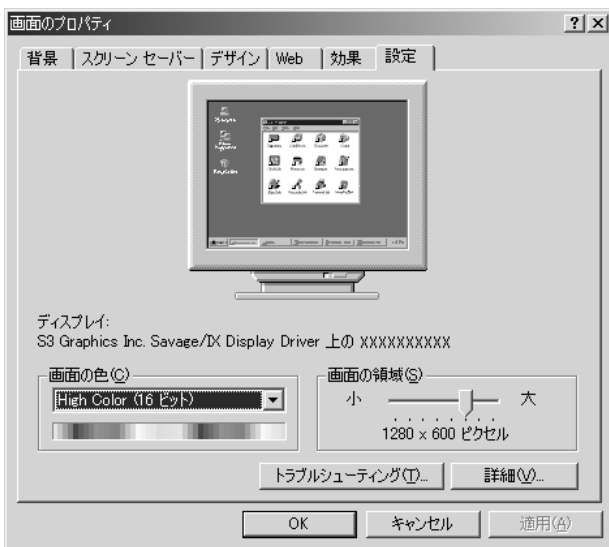 画面のプロパティ
背景 スクリーン セーバー デザイン Web 効果 設定
ディスプレイ:
S3 Graphics Inc. Savage/IX Display Driver 上の XXXXXXXXXX
画面の色(C) 画面の領域(S)
High Color (16 ビット) 小 大
1280 x 600 ピクセル
トラブルシューティング(T)... 詳細(V)...
OK キャンセル 適用(A)